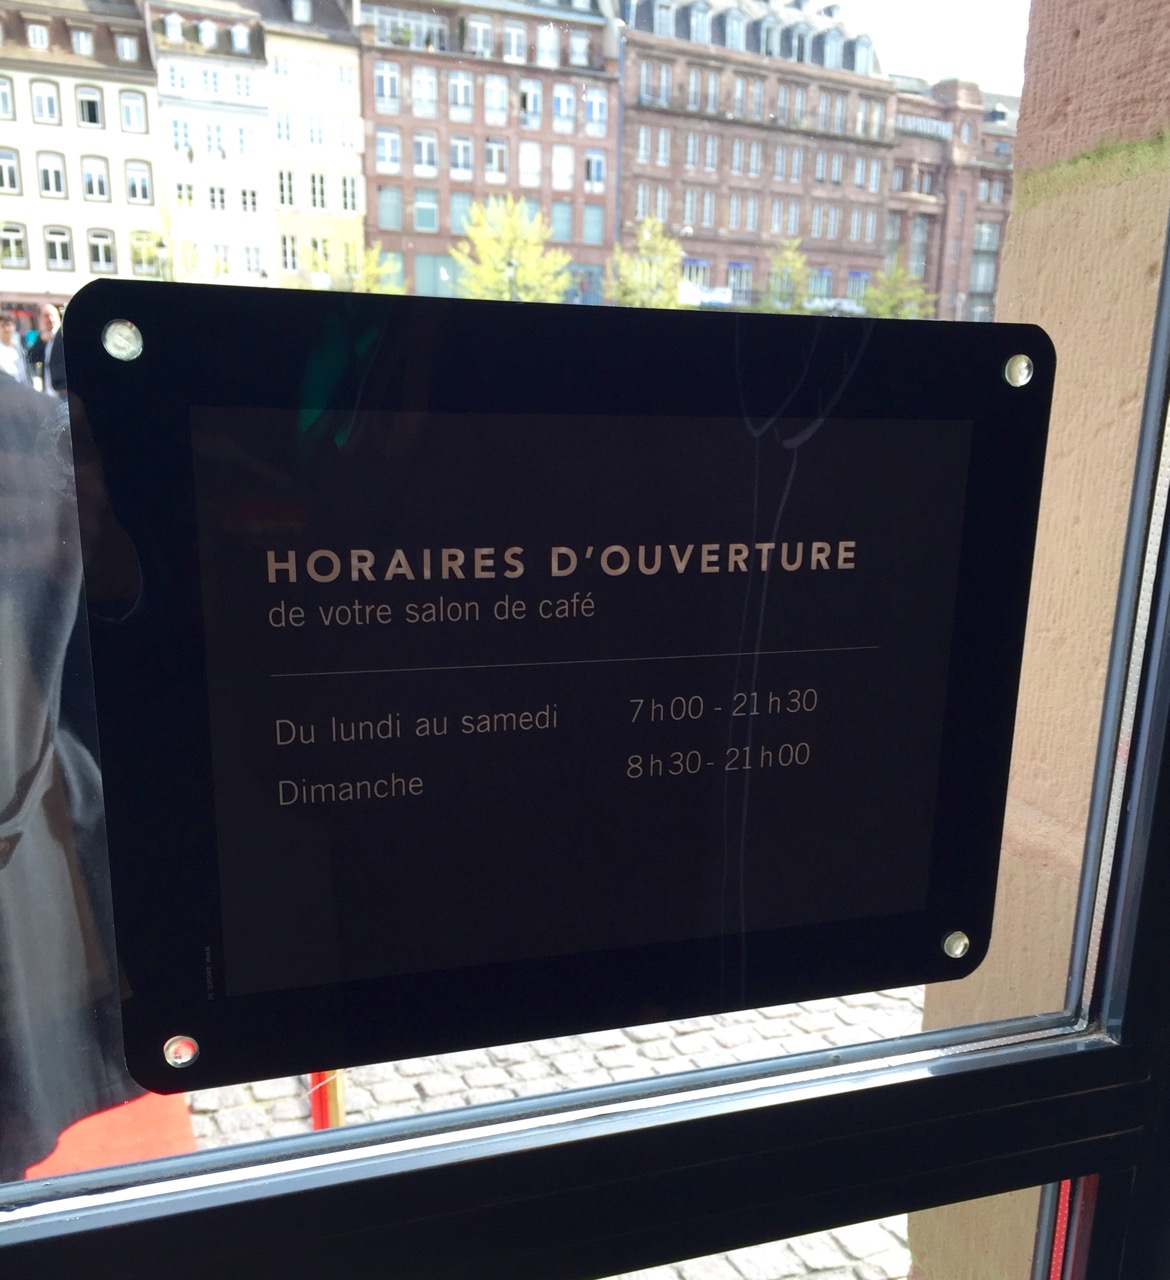 HORAIRES D'OUVERTURE
de votre salon de café
Du lundi au samedi 7h00 - 21h30
Dimanche 8h30 - 21h00